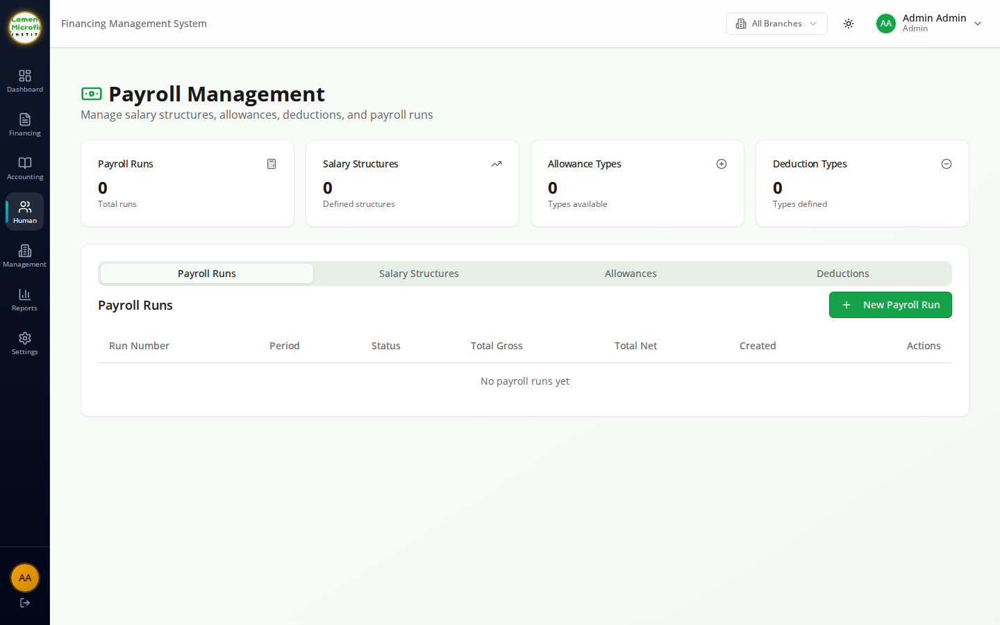 Lamen
Microfi
INSTIT
Financing Management System
All Branches
AA
Admin Admin
Admin
Dashboard
Financing
Accounting
Human
Management
Reports
Settings
AA
Payroll Management
Manage salary structures, allowances, deductions, and payroll runs
Payroll Runs
0
Total runs
Salary Structures
0
Defined structures
Allowance Types
0
Types available
Deduction Types
0
Types defined
Payroll Runs Salary Structures Allowances Deductions
Payroll Runs
New Payroll Run
Run Number Period Status Total Gross Total Net Created Actions
No payroll runs yet